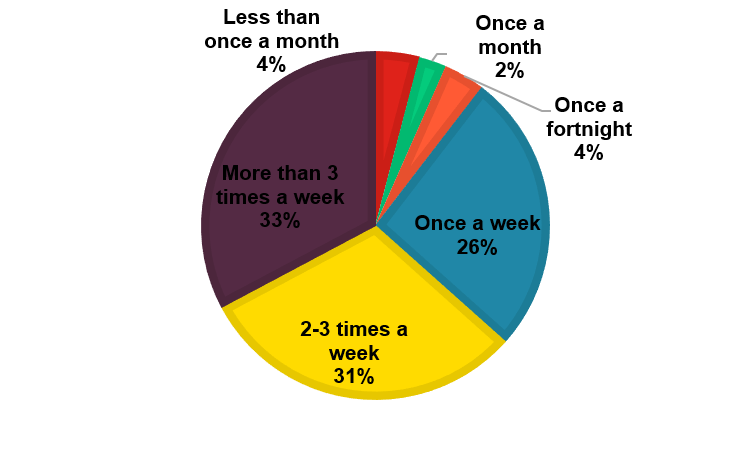 Less than
once a month
4%
Once a
month
2%
Once a
fortnight
4%
More than 3
times a week
33%
Once a week
26%
2-3 times a
week
31%